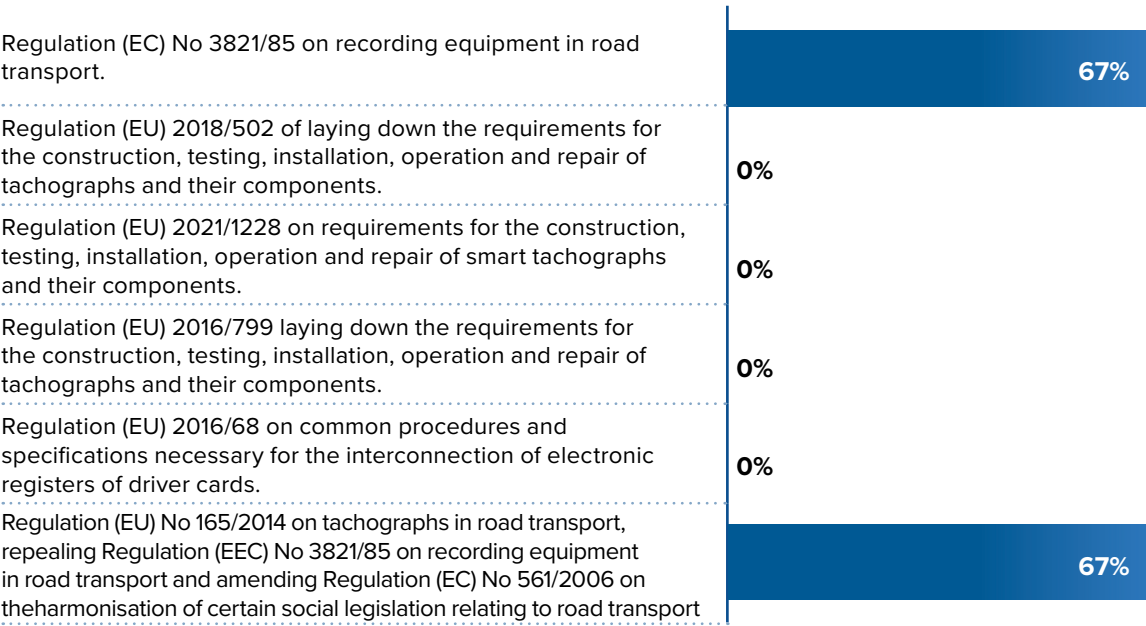 Regulation (EC) No 3821/85 on recording equipment in road
transport.
67%
Regulation (EU) 2018/502 of laying down the requirements for
the construction, testing, installation, operation and repair of
tachographs and their components.
0%
Regulation (EU) 2021/1228 on requirements for the construction,
testing, installation, operation and repair of smart tachographs
and their components.
0%
Regulation (EU) 2016/799 laying down the requirements for
the construction, testing, installation, operation and repair of
tachographs and their components.
0%
Regulation (EU) 2016/68 on common procedures and
specifications necessary for the interconnection of electronic
registers of driver cards.
0%
Regulation (EU) No 165/2014 on tachographs in road transport,
repealing Regulation (EEC) No 3821/85 on recording equipment
in road transport and amending Regulation (EC) No 561/2006 on
theharmonisation of certain social legislation relating to road transport
67%